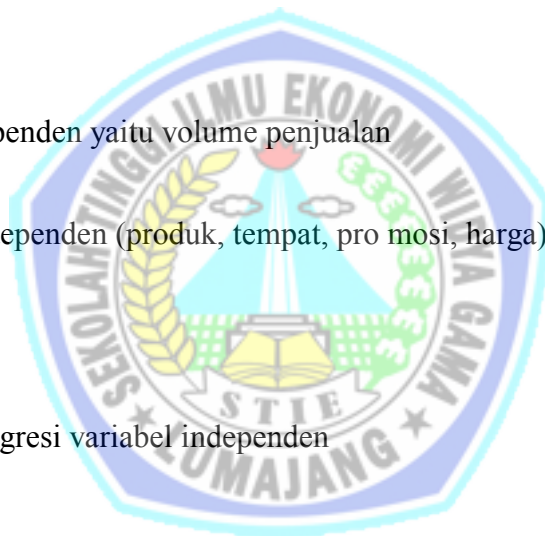 penden yaitu volume penjualan
ependen (produk, tempat, pro mosi, harga)
gresi variabel independen
SEKOLAH TINGGI ILMU EKONOMI WIDYA GAMA
STIE
LUMAJANG